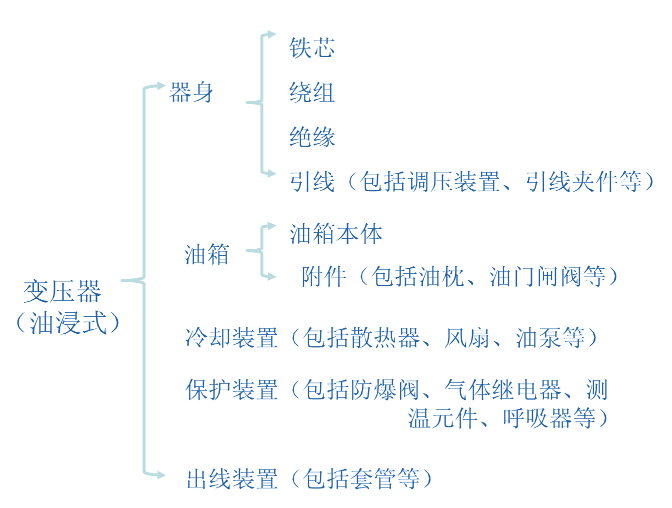 铁芯
器身
绕组
绝缘
引线（包括调压装置、引线夹件等）
油箱本体
油箱
附件（包括油枕、油门闸阀等）
变压器
（油浸式）
冷却装置（包括散热器、风扇、油泵等）
保护装置（包括防爆阀、气体继电器、测
温元件、呼吸器等）
出线装置（包括套管等）